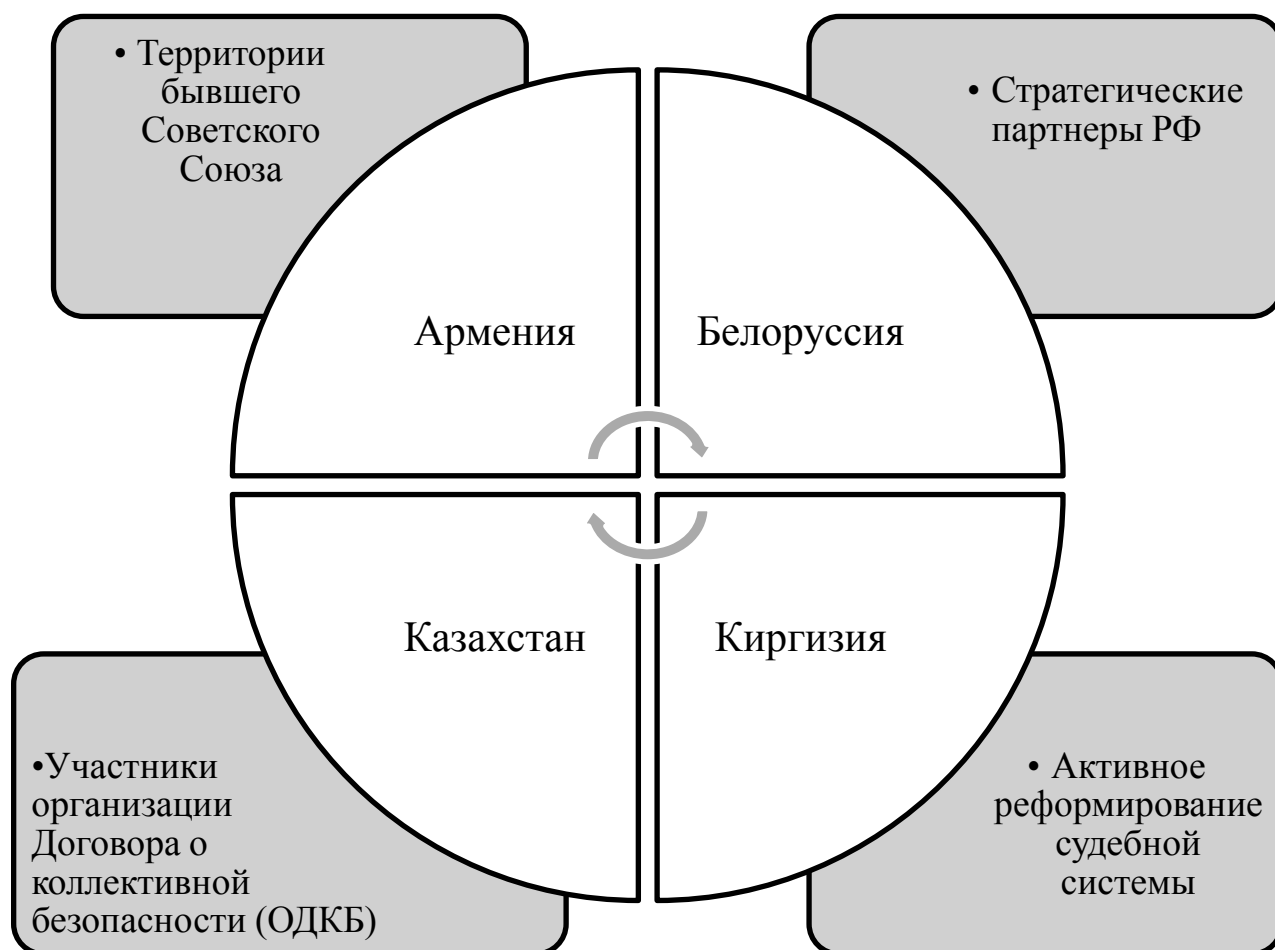 • Территории
бывшего
Советского
Союза
• Стратегические
партнеры РФ
Армения
Белоруссия
Казахстан
Киргизия
•Участники
организации
Договора о
коллективной
безопасности (ОДКБ)
• Активное
реформирование
судебной
системы